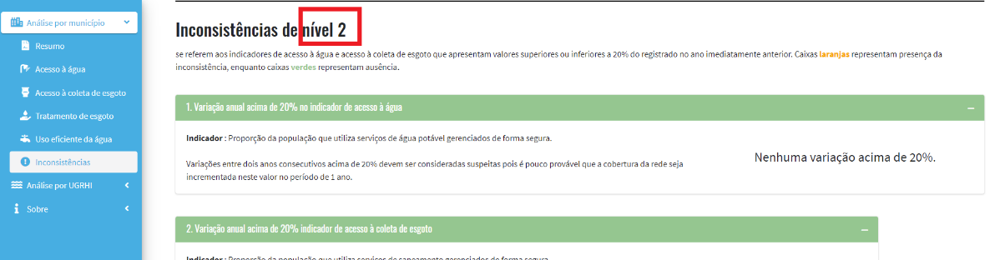 Análise por município
Resumo
Acesso à água
Acesso à coleta de esgoto
Tratamento de esgoto
Uso eficiente da água
Inconsistências
Análise por UGRHI
Sobre
Inconsistências de nível 2
se referem aos indicadores de acesso à água e acesso à coleta de esgoto que apresentam valores superiores ou inferiores a 20% do registrado no ano imediatamente anterior. Caixas laranjas representam presença da
inconsistência, enquanto caixas verdes representam ausência.
1. Variação anual acima de 20% no indicador de acesso à água
Indicador : Proporção da população que utiliza serviços de água potável gerenciados de forma segura.
Variações entre dois anos consecutivos acima de 20% devem ser consideradas suspeitas pois é pouco provável que a cobertura da rede seja
incrementada neste valor no período de 1 ano.
Nenhuma variação acima de 20%.
2. Variação anual acima de 20% indicador de acesso à coleta de esgoto
Indicador : Proporção da população que utiliza serviços de saneamento gerenciados de forma segura.